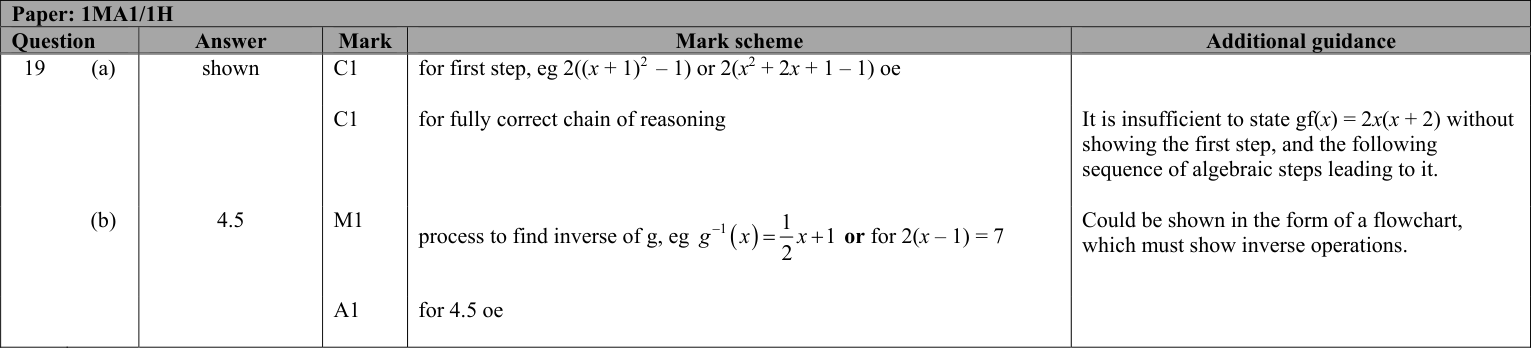 Paper: 1MA1/1H
Question Answer Mark Mark scheme Additional guidance
19 (a) shown C1 for first step, eg 2((x + 1)² – 1) or 2(x² + 2x + 1 – 1) oe
C1 for fully correct chain of reasoning It is insufficient to state gf(x) = 2x(x + 2) without
showing the first step, and the following
sequence of algebraic steps leading to it.
(b) 4.5 M1 process to find inverse of g, eg g⁻¹(x) = 1/2 x + 1 or for 2(x – 1) = 7 Could be shown in the form of a flowchart,
which must show inverse operations.
A1 for 4.5 oe